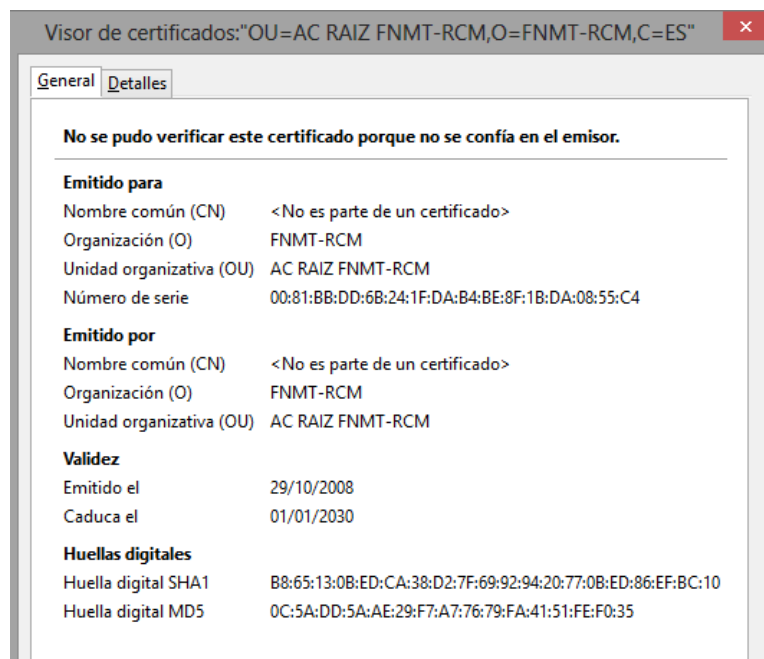 Visor de certificados:"OU=AC RAIZ FNMT-RCM,O=FNMT-RCM,C=ES"
General Detalles
No se pudo verificar este certificado porque no se confía en el emisor.
Emitido para
Nombre común (CN) <No es parte de un certificado>
Organización (O) FNMT-RCM
Unidad organizativa (OU) AC RAIZ FNMT-RCM
Número de serie 00:81:BB:DD:6B:24:1F:DA:B4:BE:8F:1B:DA:08:55:C4
Emitido por
Nombre común (CN) <No es parte de un certificado>
Organización (O) FNMT-RCM
Unidad organizativa (OU) AC RAIZ FNMT-RCM
Validez
Emitido el 29/10/2008
Caduca el 01/01/2030
Huellas digitales
Huella digital SHA1 B8:65:13:0B:ED:CA:38:D2:7F:69:92:94:20:77:0B:ED:86:EF:BC:10
Huella digital MD5 0C:5A:DD:5A:AE:29:F7:A7:76:79:FA:41:51:FE:F0:35